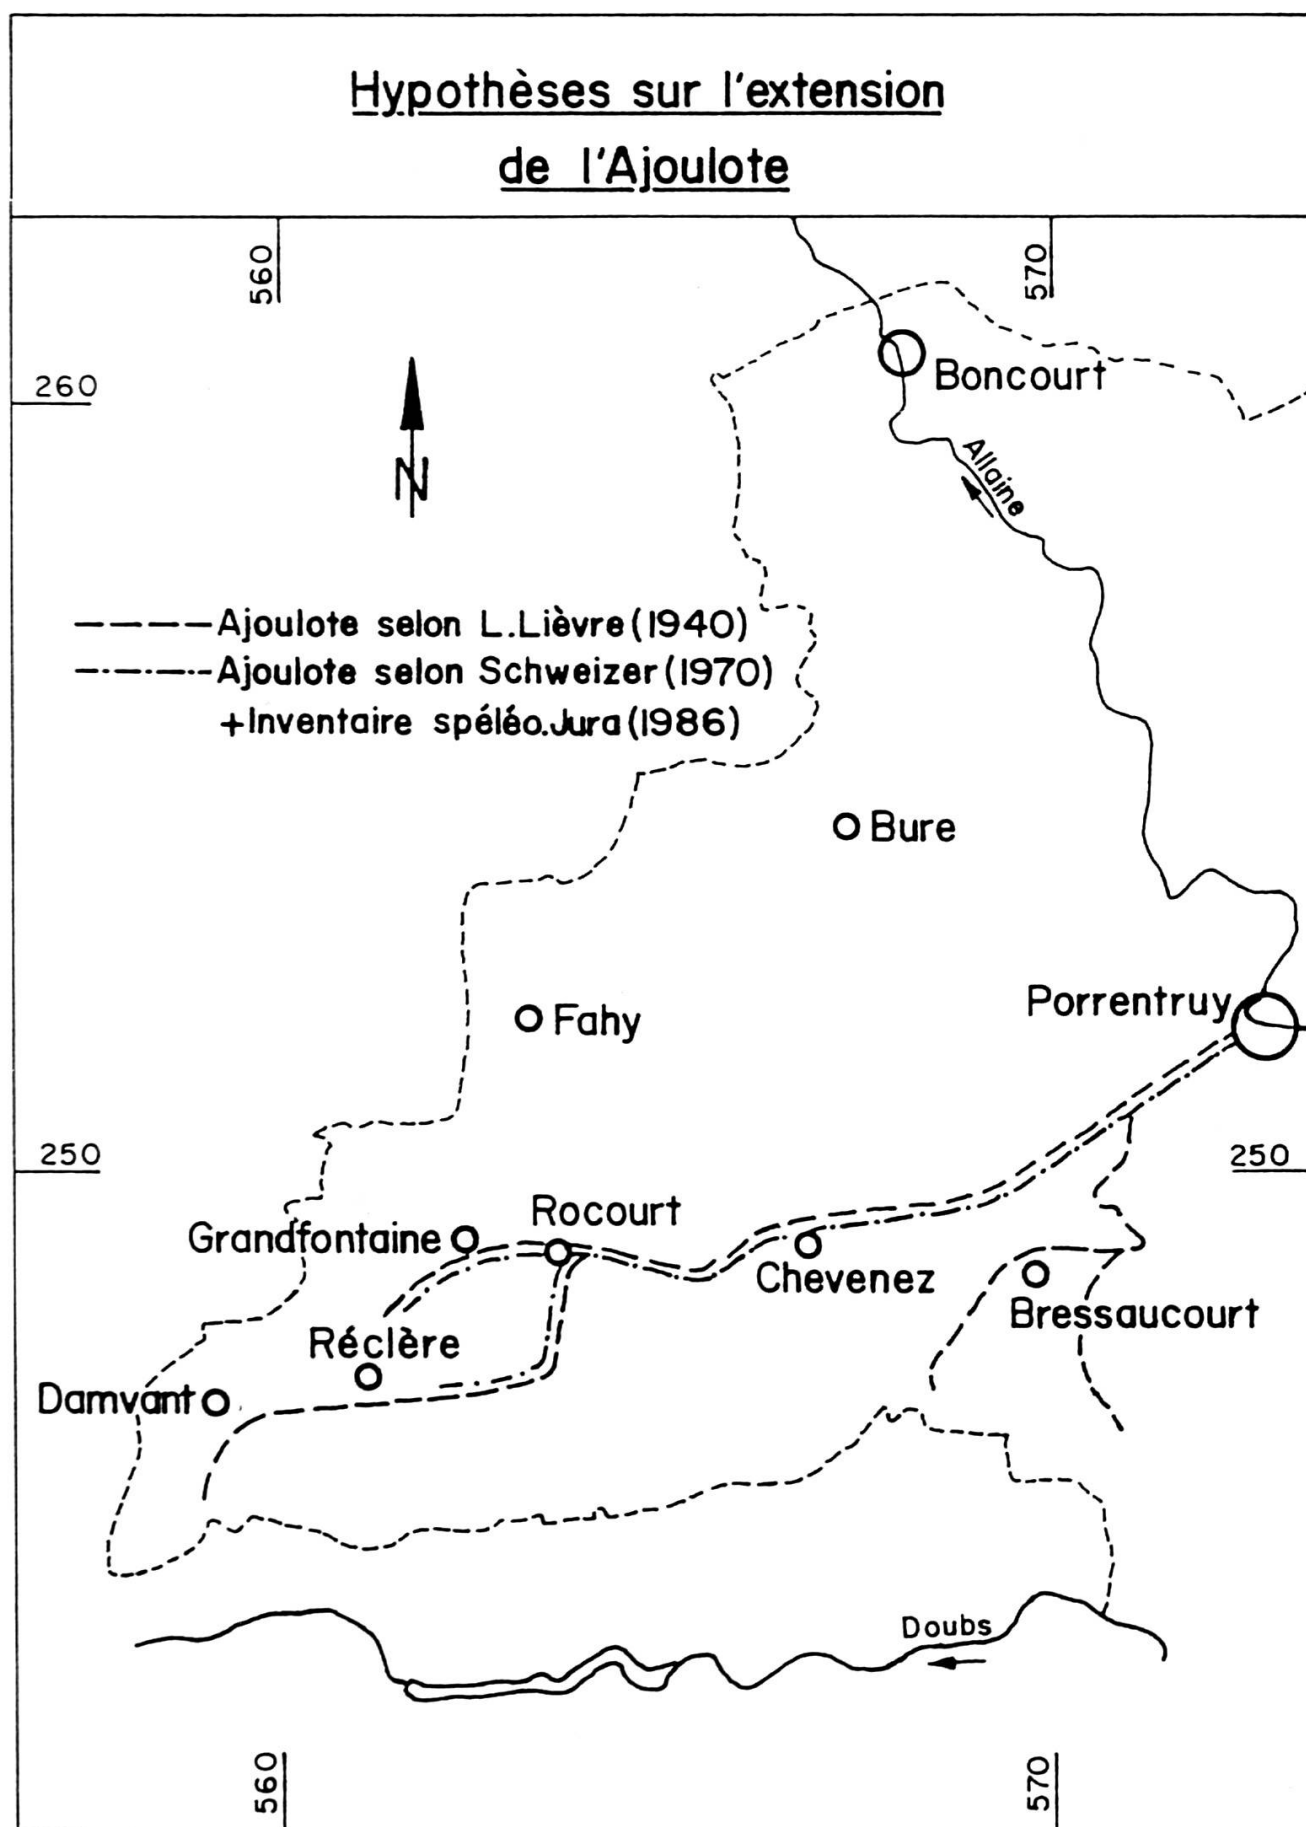 Hypothèses sur l'extension
de l'Ajoulote
560
570
260
Boncourt
Allaine
N
Ajoulote selon L.Lièvre (1940)
Ajoulote selon Schweizer (1970)
+Inventaire spéléo.Jura (1986)
Bure
Fahy
Porrentruy
250
250
Rocourt
Grandfontaine
Chevenez
Bressaucourt
Réclère
Damvant
Doubs
560
570